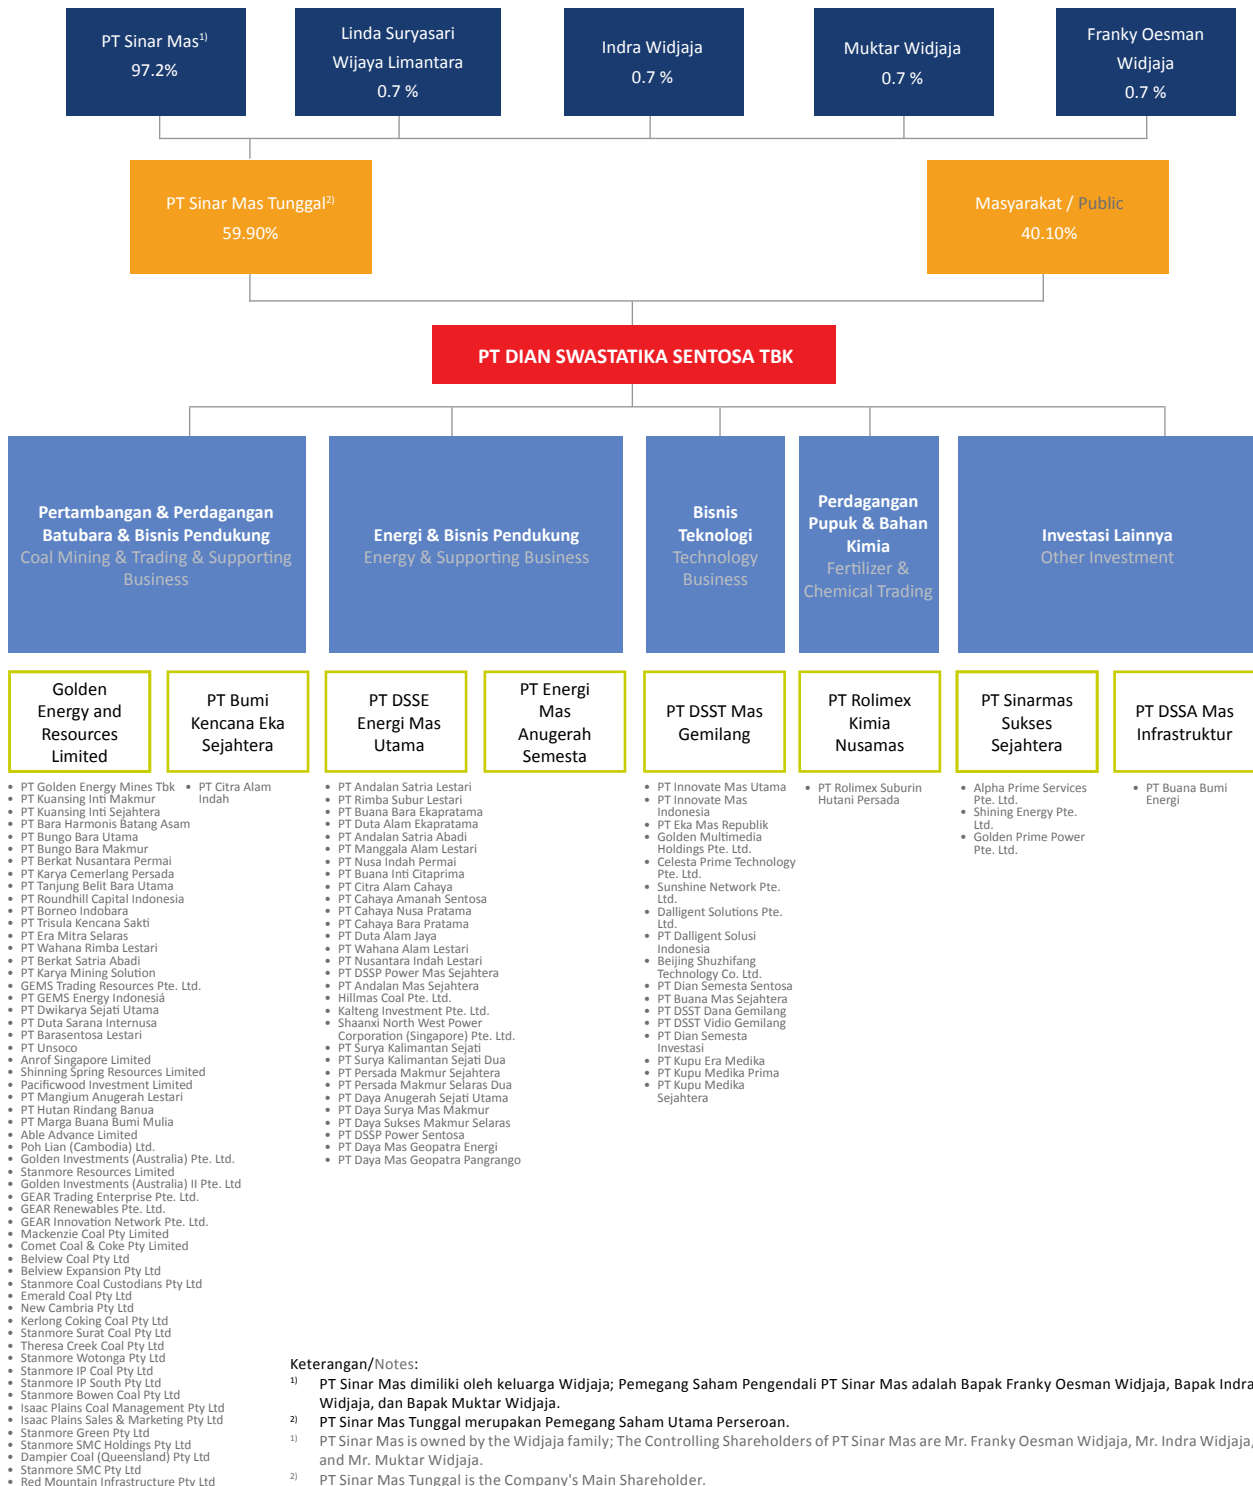 PT Sinar Mas1)
97.2%
Linda Suryasari
Wijaya Limantara
0.7 %
Indra Widjaja
0.7 %
Muktar Widjaja
0.7 %
Franky Oesman
Widjaja
0.7 %
PT Sinar Mas Tunggal2)
59.90%
Masyarakat / Public
40.10%
PT DIAN SWASTATIKA SENTOSA TBK
Pertambangan & Perdagangan
Batubara & Bisnis Pendukung
Coal Mining & Trading & Supporting
Business
Energi & Bisnis Pendukung
Energy & Supporting Business
Bisnis
Teknologi
Technology
Business
Perdagangan
Pupuk & Bahan
Kimia
Fertilizer &
Chemical Trading
Investasi Lainnya
Other Investment
Golden
Energy and
Resources
Limited
PT Bumi
Kencana Eka
Sejahtera
PT DSSE
Energi Mas
Utama
PT Energi
Mas
Anugerah
Semesta
PT DSST Mas
Gemilang
PT Rolimex
Kimia
Nusamas
PT Sinarmas
Sukses
Sejahtera
PT DSSA Mas
Infrastruktur
• PT Golden Energy Mines Tbk
• PT Kuansing Inti Makmur
• PT Kuansing Inti Sejahtera
• PT Bara Harmonis Batang Asam
• PT Bungo Bara Utama
• PT Bungo Bara Makmur
• PT Berkat Nusantara Permai
• PT Karya Cemerlang Persada
• PT Tanjung Belit Bara Utama
• PT Roundhill Capital Indonesia
• PT Borneo Indobara
• PT Trisula Kencana Sakti
• PT Era Mitra Selaras
• PT Wahana Rimba Lestari
• PT Berkat Satria Abadi
• PT Karya Mining Solution
• GEMS Trading Resources Pte. Ltd.
• PT GEMS Energy Indonesiá
• PT Dwikarya Sejati Utama
• PT Duta Sarana Internusa
• PT Barasentosa Lestari
• PT Unsoco
• Anrof Singapore Limited
• Shinning Spring Resources Limited
• Pacificwood Investment Limited
• PT Mangium Anugerah Lestari
• PT Hutan Rindang Banua
• PT Marga Buana Bumi Mulia
• Able Advance Limited
• Poh Lian (Cambodia) Ltd.
• Golden Investments (Australia) Pte. Ltd.
• Stanmore Resources Limited
• Golden Investments (Australia) II Pte. Ltd
• GEAR Trading Enterprise Pte. Ltd.
• GEAR Renewables Pte. Ltd.
• GEAR Innovation Network Pte. Ltd.
• Mackenzie Coal Pty Limited
• Comet Coal & Coke Pty Limited
• Belview Coal Pty Ltd
• Belview Expansion Pty Ltd
• Stanmore Coal Custodians Pty Ltd
• Emerald Coal Pty Ltd
• New Cambria Pty Ltd
• Kerlong Coking Coal Pty Ltd
• Stanmore Surat Coal Pty Ltd
• Theresa Creek Coal Pty Ltd
• Stanmore Wotonga Pty Ltd
• Stanmore IP Coal Pty Ltd
• Stanmore IP South Pty Ltd
• Stanmore Bowen Coal Pty Ltd
• Isaac Plains Coal Management Pty Ltd
• Isaac Plains Sales & Marketing Pty Ltd
• Stanmore Green Pty Ltd
• Stanmore SMC Holdings Pty Ltd
• Dampier Coal (Queensland) Pty Ltd
• Stanmore SMC Pty Ltd
• Red Mountain Infrastructure Pty Ltd
• PT Citra Alam
Indah
• PT Andalan Satria Lestari
• PT Rimba Subur Lestari
• PT Buana Bara Ekapratama
• PT Duta Alam Ekapratama
• PT Andalan Satria Abadi
• PT Manggala Alam Lestari
• PT Nusa Indah Permai
• PT Buana Inti Citaprima
• PT Citra Alam Cahaya
• PT Cahaya Amanah Sentosa
• PT Cahaya Nusa Pratama
• PT Cahaya Bara Pratama
• PT Duta Alam Jaya
• PT Wahana Alam Lestari
• PT Nusantara Indah Lestari
• PT DSSP Power Mas Sejahtera
• PT Andalan Mas Sejahtera
• Hillmas Coal Pte. Ltd.
• Kalteng Investment Pte. Ltd.
• Shaanxi North West Power
Corporation (Singapore) Pte. Ltd.
• PT Surya Kalimantan Sejati
• PT Surya Kalimantan Sejati Dua
• PT Persada Makmur Sejahtera
• PT Persada Makmur Selaras Dua
• PT Daya Anugerah Sejati Utama
• PT Daya Surya Mas Makmur
• PT Daya Sukses Makmur Selaras
• PT DSSP Power Sentosa
• PT Daya Mas Geopatra Energi
• PT Daya Mas Geopatra Pangrango
• PT Innovate Mas Utama
• PT Innovate Mas
Indonesia
• PT Eka Mas Republik
• Golden Multimedia
Holdings Pte. Ltd.
• Celesta Prime Technology
Pte. Ltd.
• Sunshine Network Pte.
Ltd.
• Dalligent Solutions Pte.
Ltd.
• PT Dalligent Solusi
Indonesia
• Beijing Shuzhifang
Technology Co. Ltd.
• PT Dian Semesta Sentosa
• PT Buana Mas Sejahtera
• PT DSST Dana Gemilang
• PT DSST Vidio Gemilang
• PT Dian Semesta
Investasi
• PT Kupu Era Medika
• PT Kupu Medika Prima
• PT Kupu Medika
Sejahtera
• PT Rolimex Suburin
Hutani Persada
• Alpha Prime Services
Pte. Ltd.
• Shining Energy Pte.
Ltd.
• Golden Prime Power
Pte. Ltd.
• PT Buana Bumi
Energi
Keterangan/Notes:
1) PT Sinar Mas dimiliki oleh keluarga Widjaja; Pemegang Saham Pengendali PT Sinar Mas adalah Bapak Franky Oesman Widjaja, Bapak Indra
Widjaja, dan Bapak Muktar Widjaja.
2) PT Sinar Mas Tunggal merupakan Pemegang Saham Utama Perseroan.
1) PT Sinar Mas is owned by the Widjaja family; The Controlling Shareholders of PT Sinar Mas are Mr. Franky Oesman Widjaja, Mr. Indra Widjaja,
and Mr. Muktar Widjaja.
2) PT Sinar Mas Tunggal is the Company's Main Shareholder.